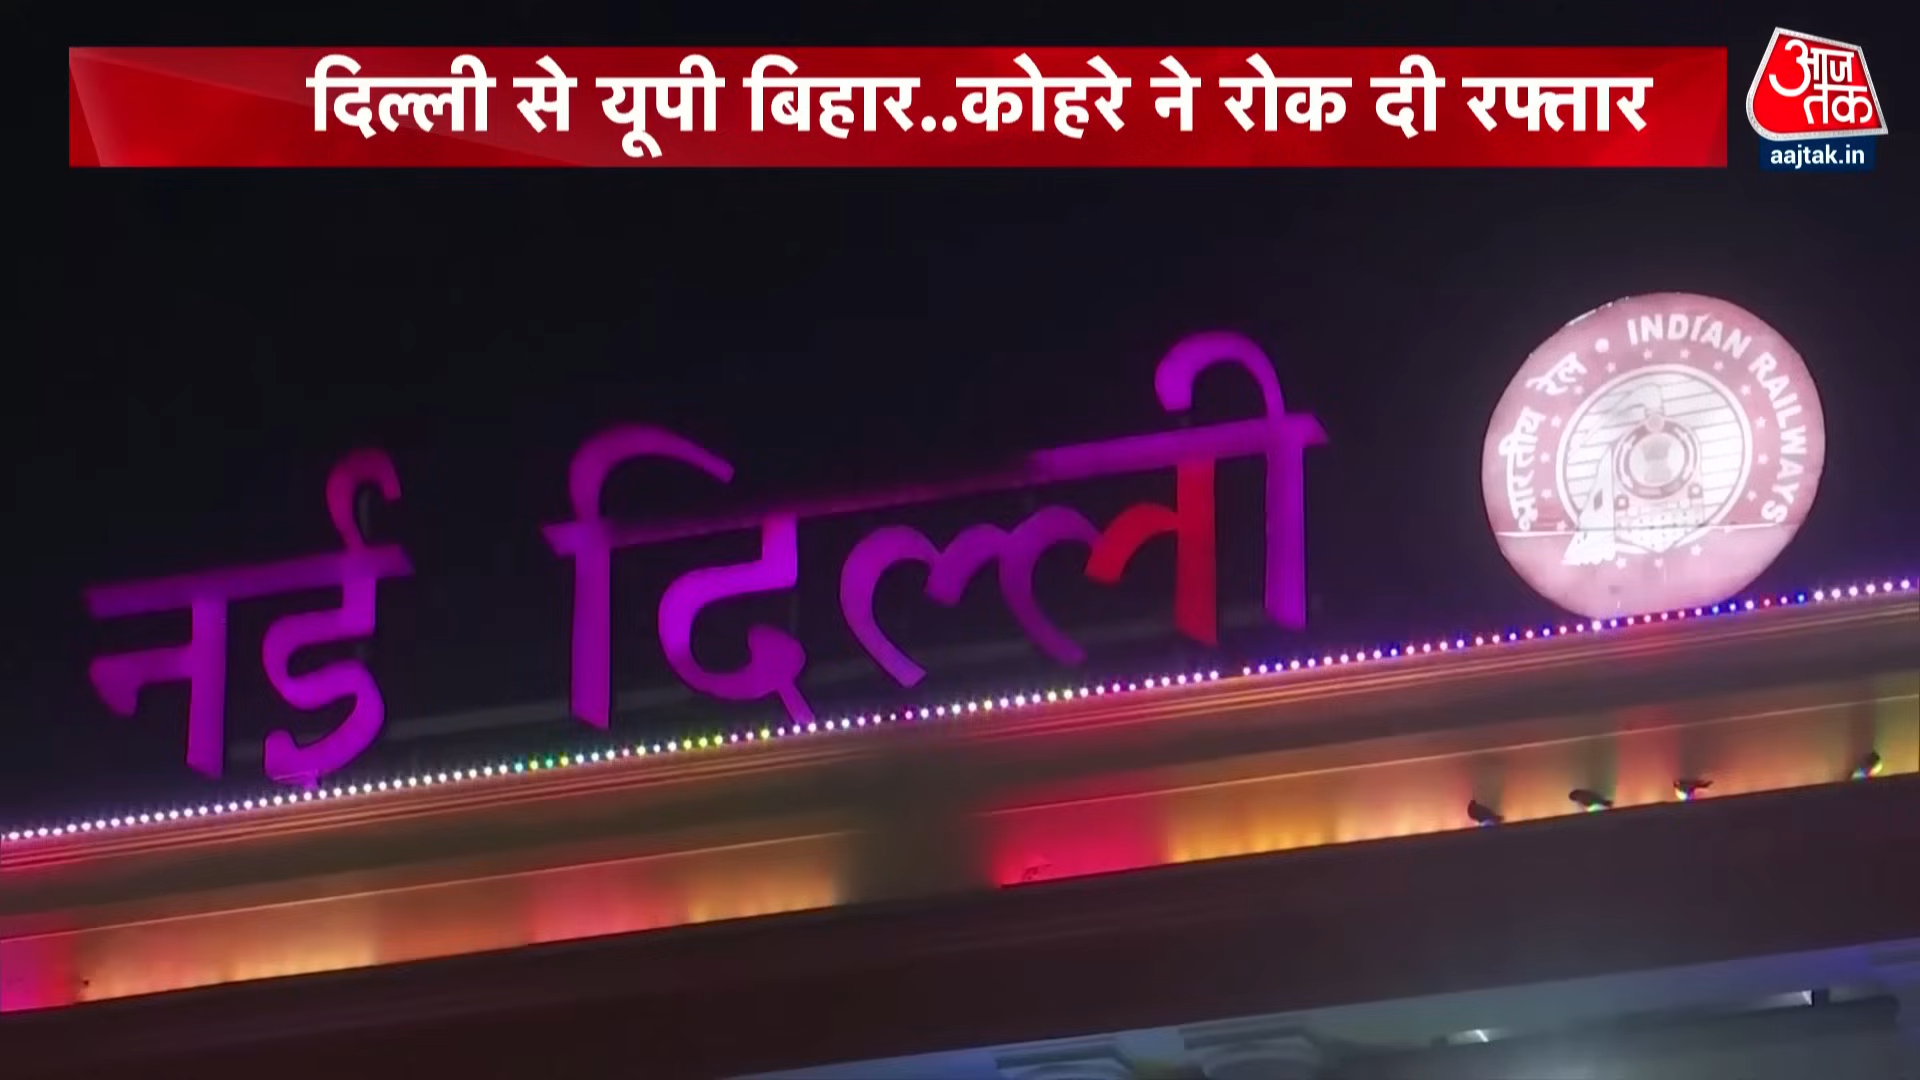 दिल्ली से यूपी बिहार..कोहरे ने रोक दी रफ्तार
आज तक
aajtak.in
नई दिल्ली
भारतीय रेल • INDIAN RAILWAYS